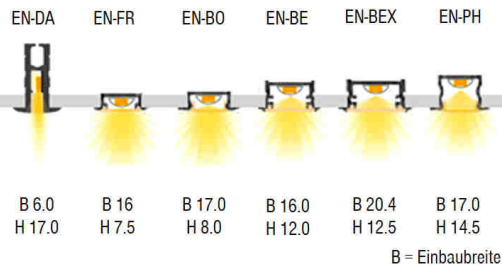 EN-DA EN-FR EN-BO EN-BE EN-BEX EN-PH
B 6.0 B 16 B 17.0 B 16.0 B 20.4 B 17.0
H 17.0 H 7.5 H 8.0 H 12.0 H 12.5 H 14.5
B = Einbaubreite